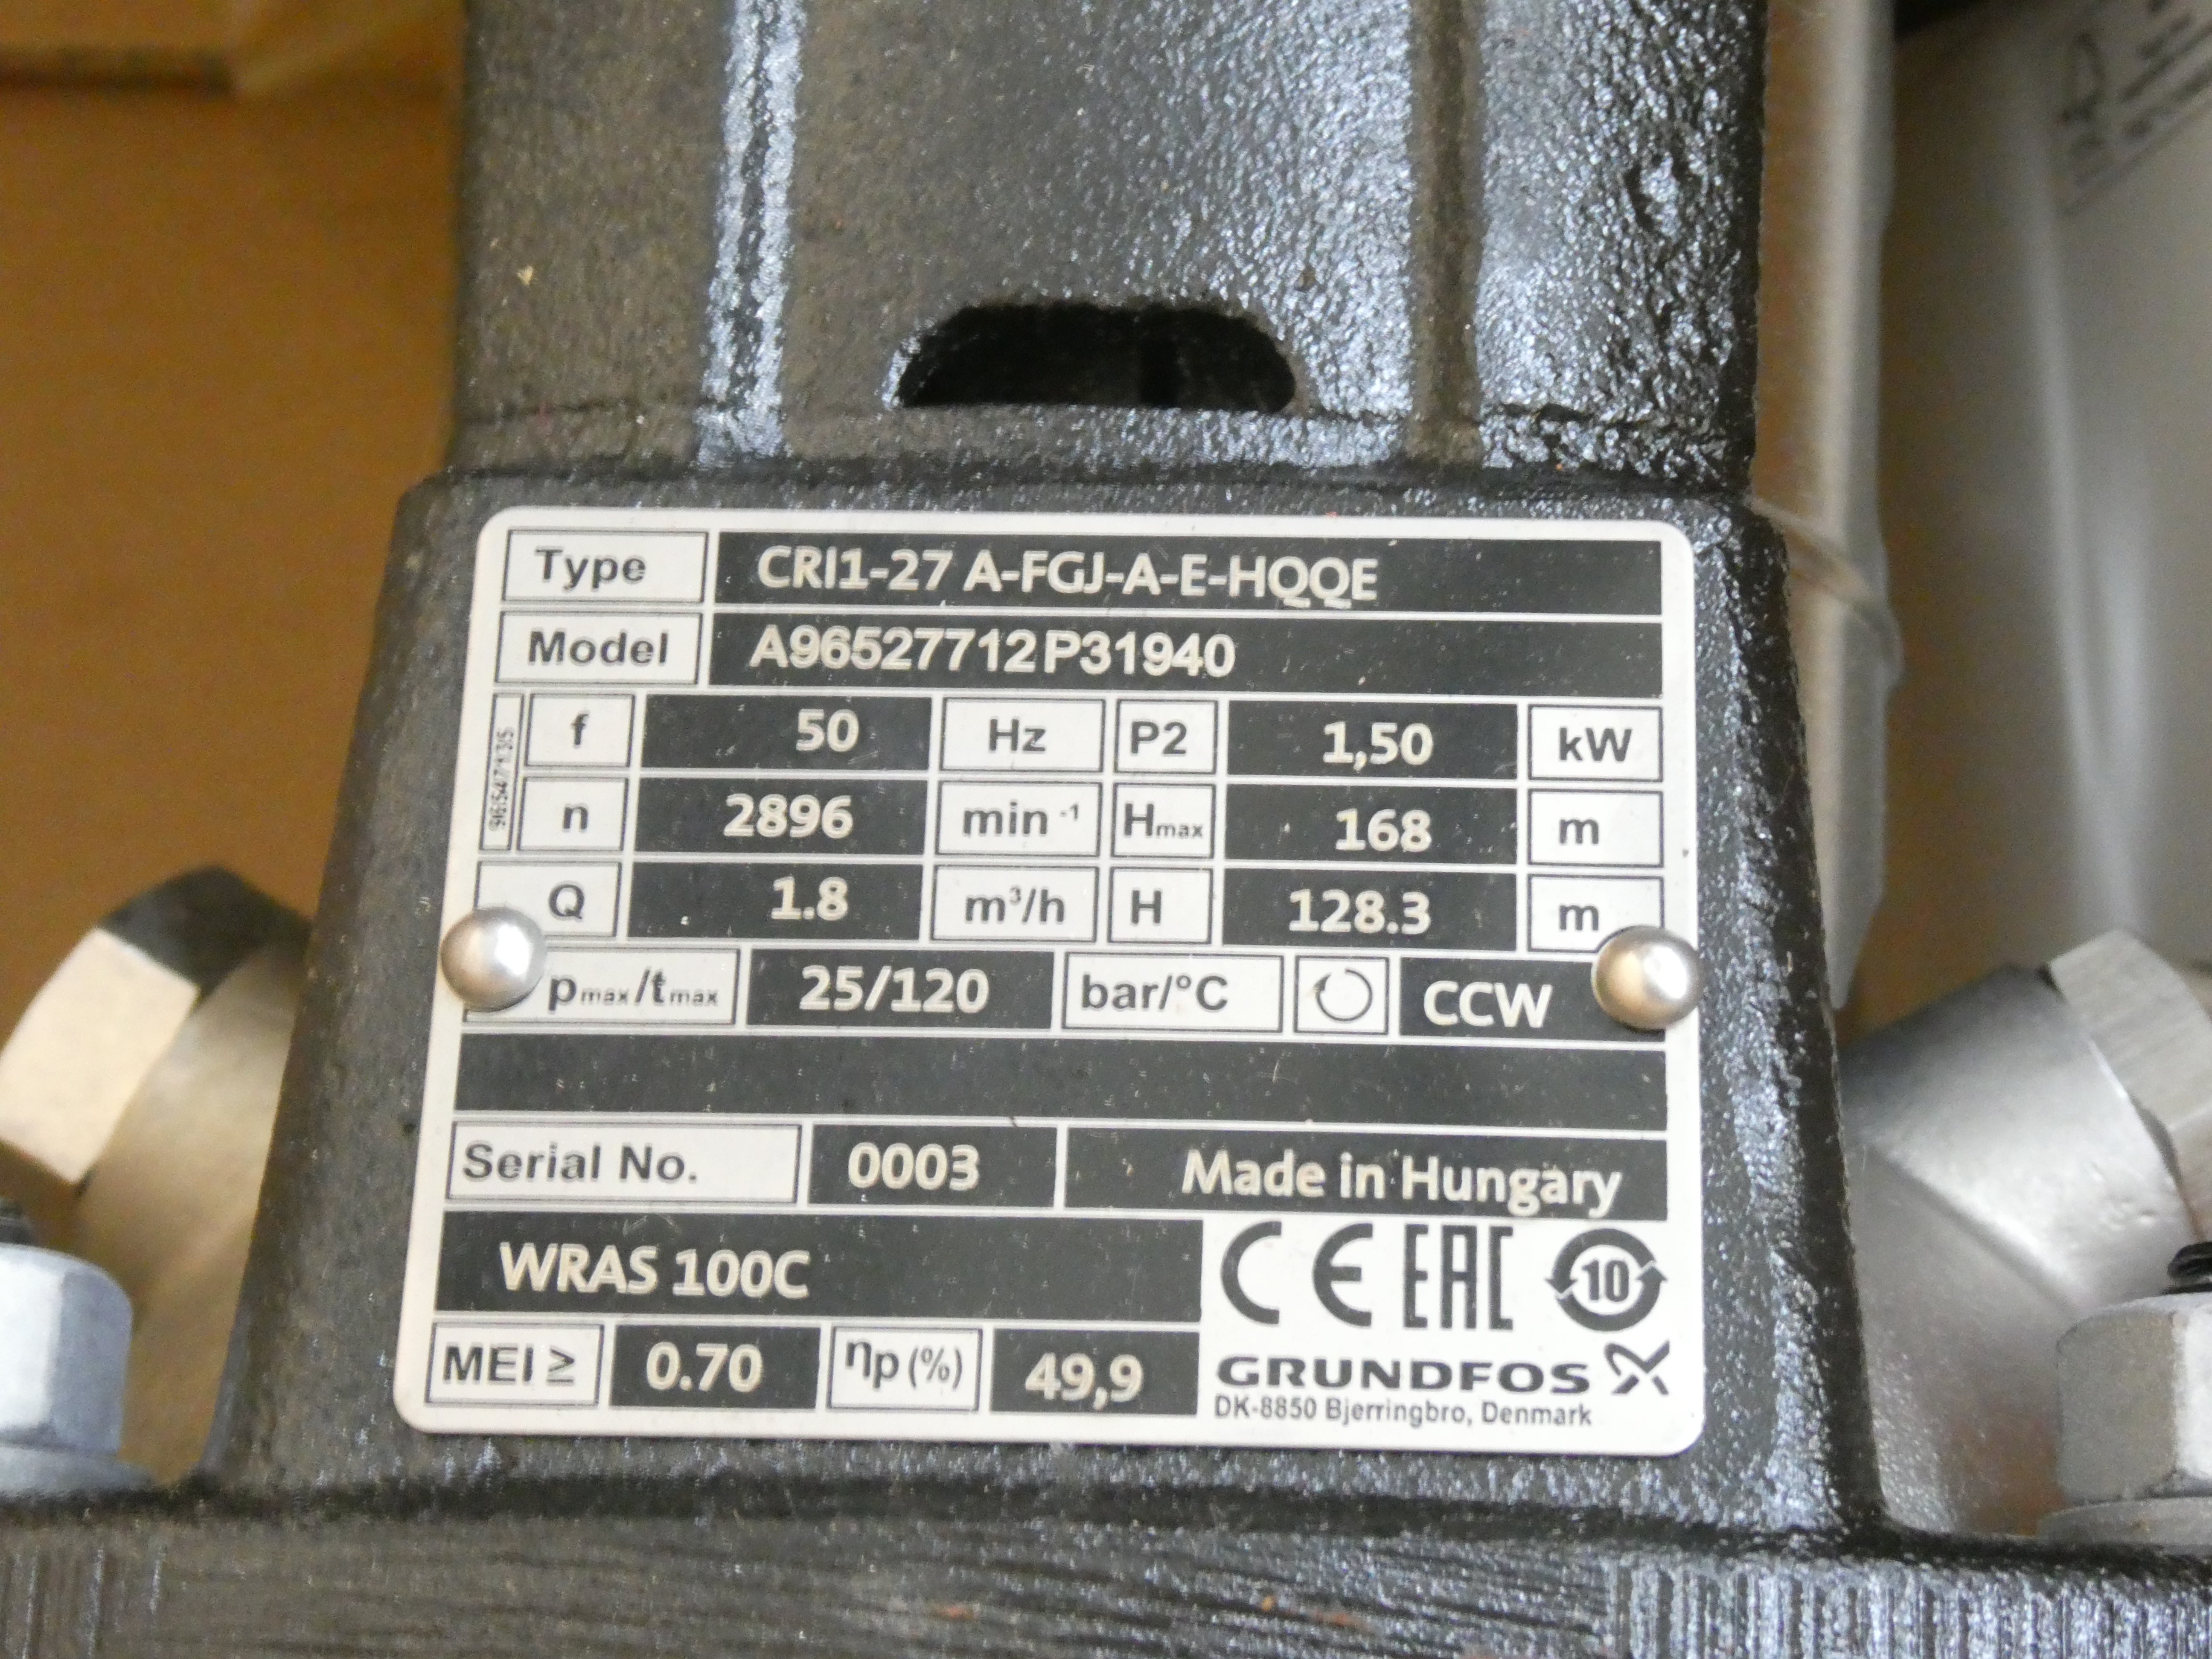 Type CRI1-27 A-FGJ-A-E-HQQE
Model A96527712P31940
f 50 Hz P2 1,50 kW
n 2896 min⁻¹ Hmax 168 m
Q 1.8 m³/h H 128.3 m
pmax/tmax 25/120 bar/°C CCW
Serial No. 0003 Made in Hungary
WRAS 100C
CE EAC 10
MEI ≥ 0.70 ηp (%) 49,9
GRUNDFOS
DK-8850 Bjerringbro, Denmark